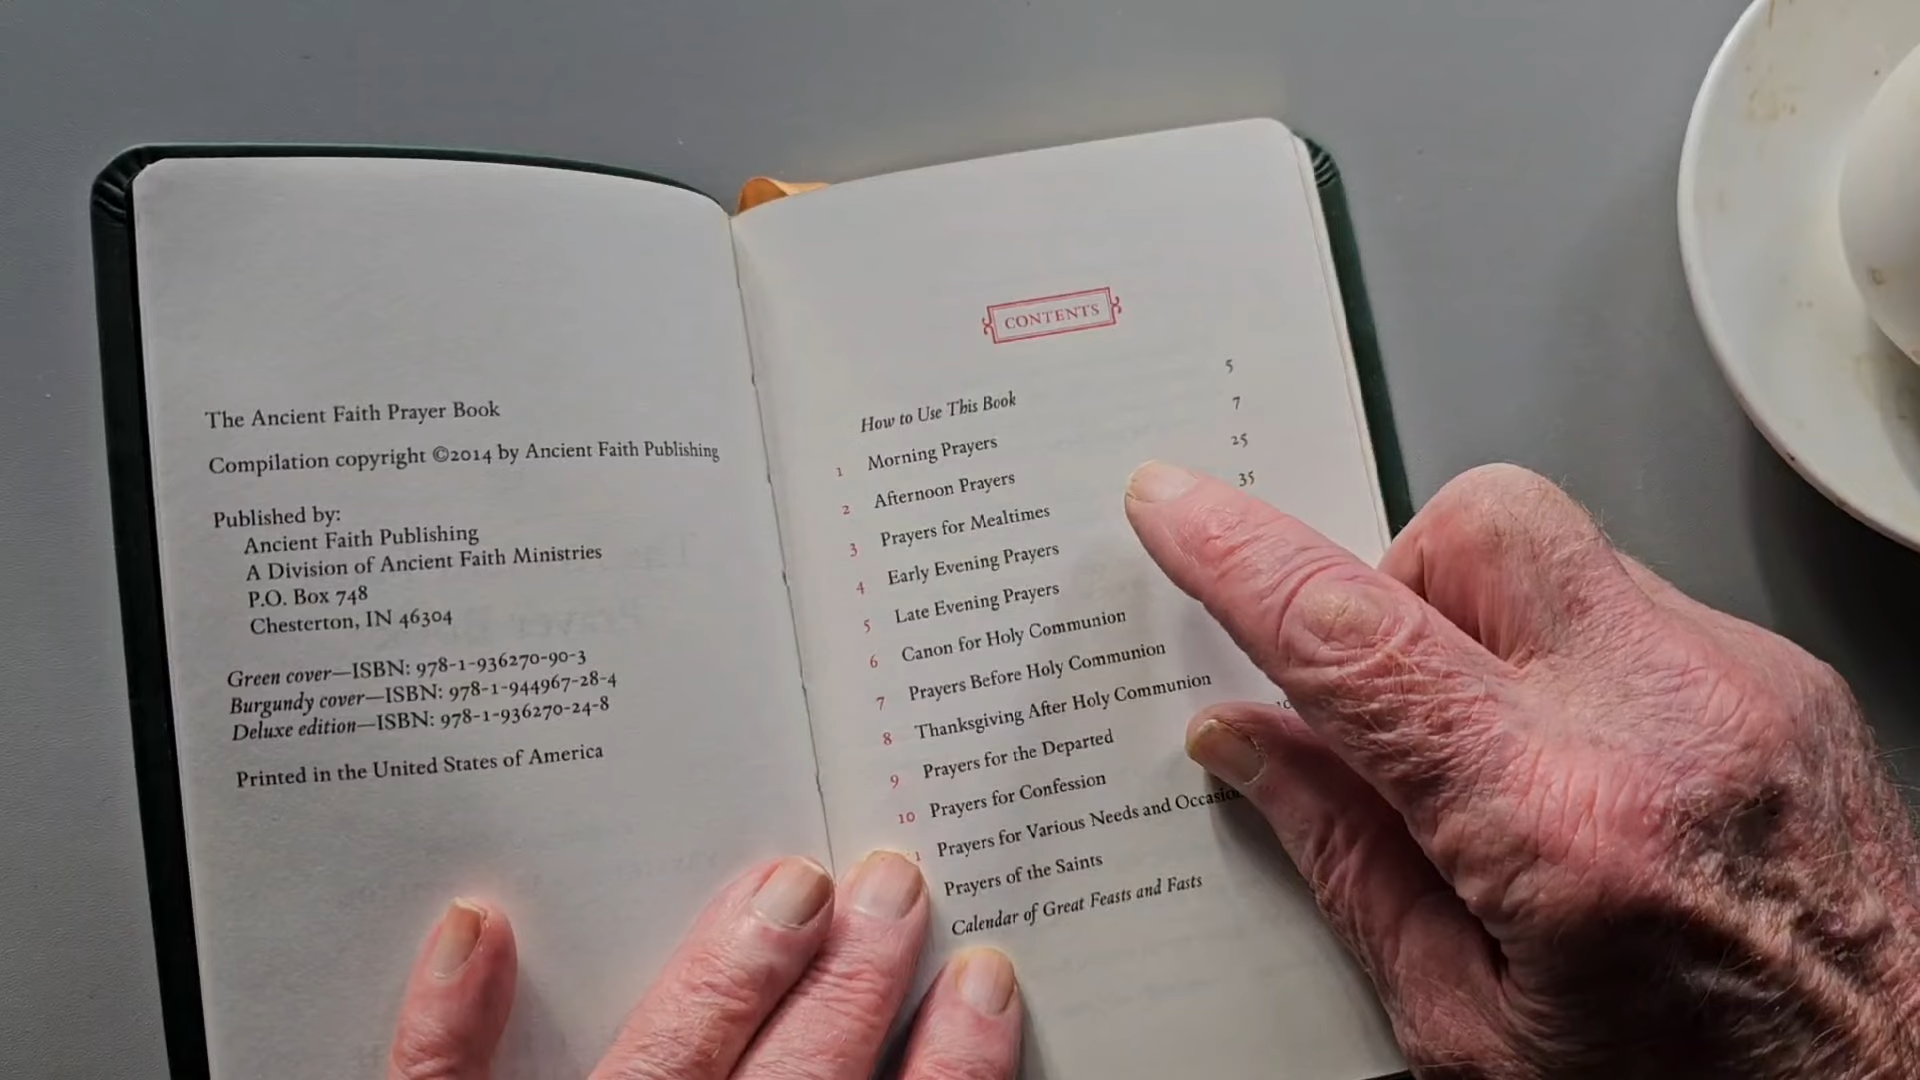 The Ancient Faith Prayer Book
Compilation copyright ©2014 by Ancient Faith Publishing
Published by:
Ancient Faith Publishing
A Division of Ancient Faith Ministries
P.O. Box 748
Chesterton, IN 46304
Green cover—ISBN: 978-1-936270-90-3
Burgundy cover—ISBN: 978-1-944967-28-4
Deluxe edition—ISBN: 978-1-936270-24-8
Printed in the United States of America
CONTENTS
How to Use This Book 5
1 Morning Prayers 7
2 Afternoon Prayers 25
3 Prayers for Mealtimes 35
4 Early Evening Prayers
5 Late Evening Prayers
6 Canon for Holy Communion
7 Prayers Before Holy Communion
8 Thanksgiving After Holy Communion
9 Prayers for the Departed
10 Prayers for Confession
Prayers for Various Needs and
Prayers of the Saints
Calendar of Great Feasts and Fasts